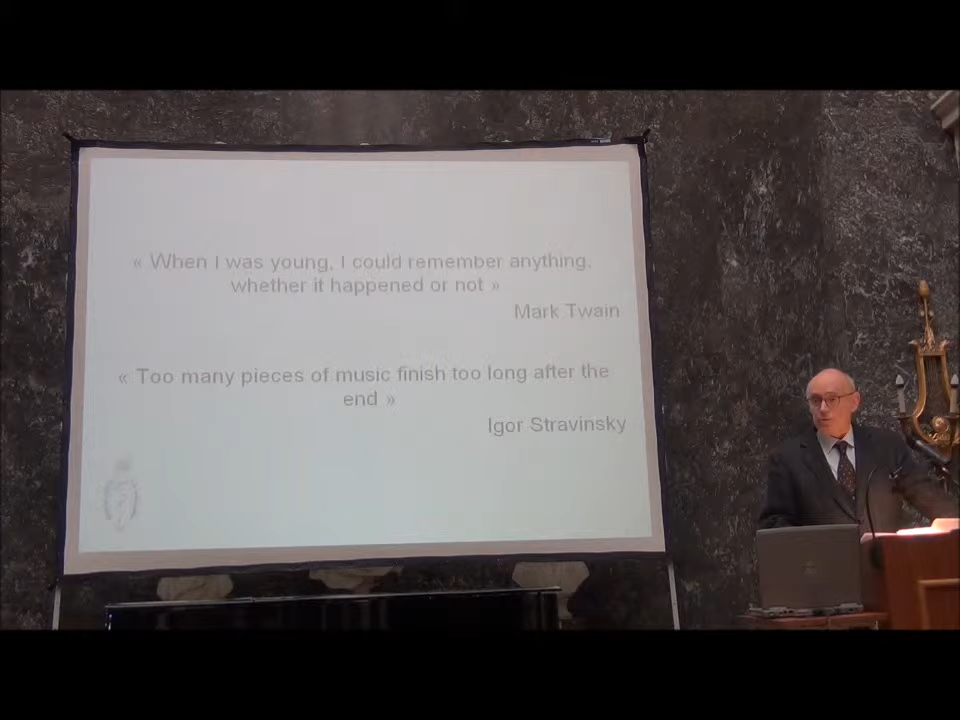 « When I was young, I could remember anything,
whether it happened or not »
Mark Twain
« Too many pieces of music finish too long after the
end »
Igor Stravinsky